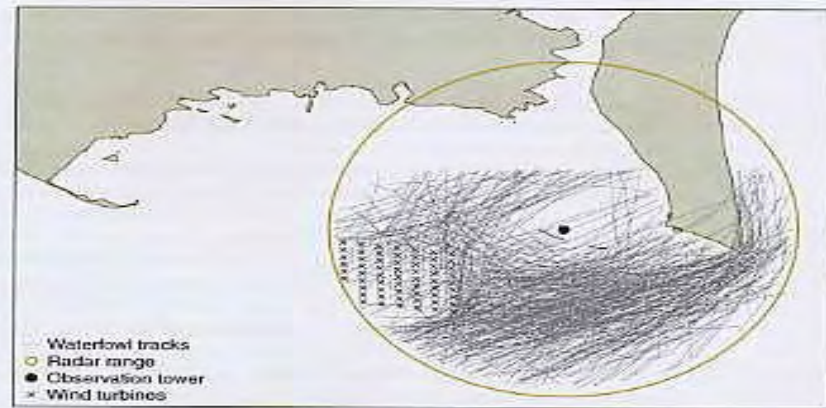 Waterfowl tracks
Radar range
Observation tower
Wind turbines